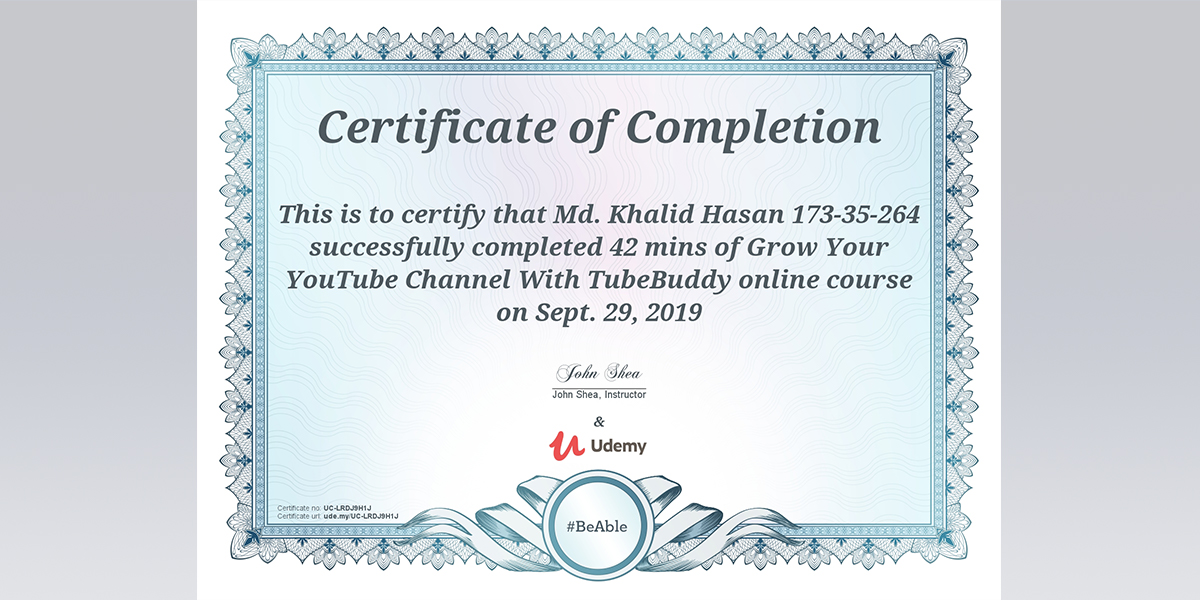 Certificate of Completion
This is to certify that Md. Khalid Hasan 173-35-264
successfully completed 42 mins of Grow Your
YouTube Channel With TubeBuddy online course
on Sept. 29, 2019
John Shea
John Shea, Instructor
&
Udemy
#BeAble
Certificate no: UC-LRDJ9H1J
Certificate url: ude.my/UC-LRDJ9H1J